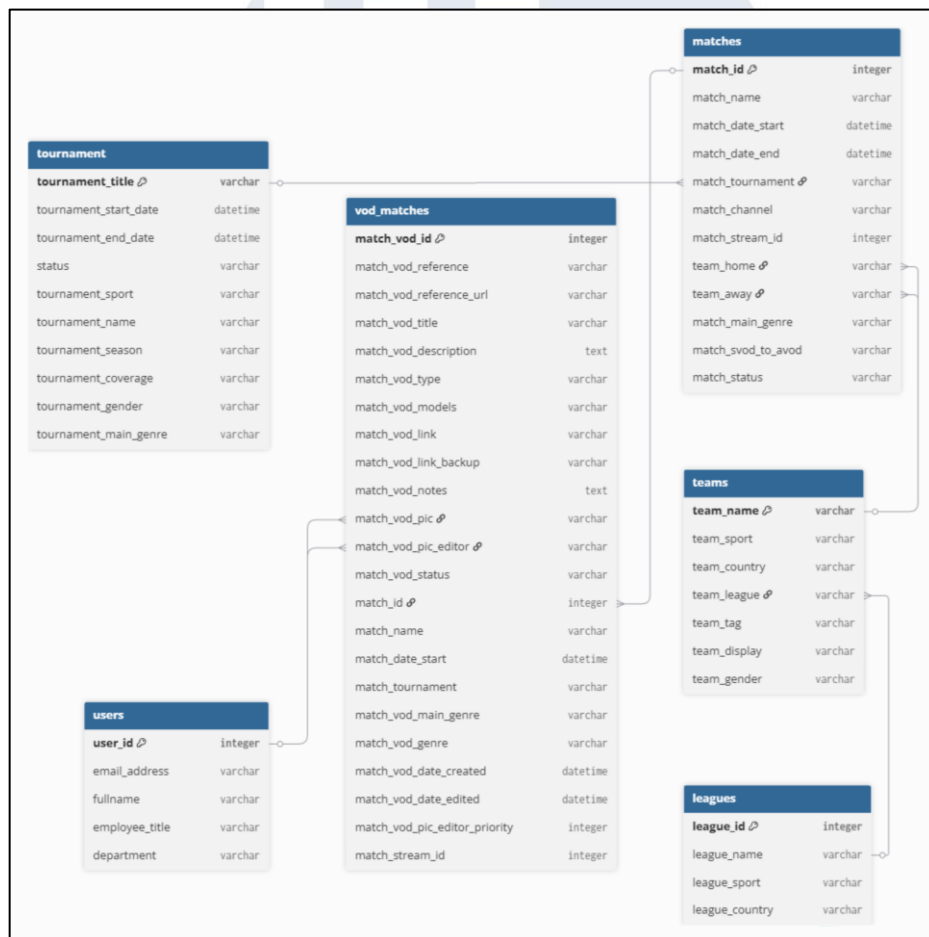 matches
match_id integer
match_name varchar
match_date_start datetime
match_date_end datetime
match_tournament varchar
match_channel varchar
match_stream_id integer
team_home varchar
team_away varchar
match_main_genre varchar
match_svod_to_avod varchar
match_status varchar
tournament
tournament_title varchar
tournament_start_date datetime
tournament_end_date datetime
status varchar
tournament_sport varchar
tournament_name varchar
tournament_season varchar
tournament_coverage varchar
tournament_gender varchar
tournament_main_genre varchar
vod_matches
match_vod_id integer
match_vod_reference varchar
match_vod_reference_url varchar
match_vod_title varchar
match_vod_description text
match_vod_type varchar
match_vod_models varchar
match_vod_link varchar
match_vod_link_backup varchar
match_vod_notes text
match_vod_pic varchar
match_vod_pic_editor varchar
match_vod_status varchar
match_id integer
match_name varchar
match_date_start datetime
match_tournament varchar
match_vod_main_genre varchar
match_vod_genre varchar
match_vod_date_created datetime
match_vod_date_edited datetime
match_vod_pic_editor_priority integer
match_stream_id integer
teams
team_name varchar
team_sport varchar
team_country varchar
team_league varchar
team_tag varchar
team_display varchar
team_gender varchar
users
user_id integer
email_address varchar
fullname varchar
employee_title varchar
department varchar
leagues
league_id integer
league_name varchar
league_sport varchar
league_country varchar